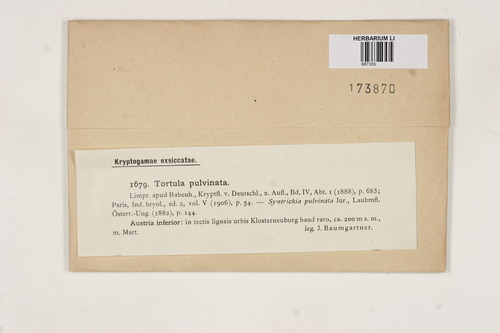 HERBARIUM LI
687355
173870
Kryptogamae exsiccatae.
1679. Tortula pulvinata.
Limpr. apud Rabenh., Kryptfl. v. Deutschl., 2. Aufl., Bd. IV, Abt. 1 (1888), p. 683;
Paris, Ind. bryol., ed. 2, vol. V (1906), p. 54. — Syntrichia pulvinata Jur., Laubmfl.
Österr.-Ung. (1882), p. 144.
Austria inferior: in tectis ligneis urbis Klosterneuburg haud raro, ca. 200 m s. m.,
m. Mart. leg. J. Baumgartner.